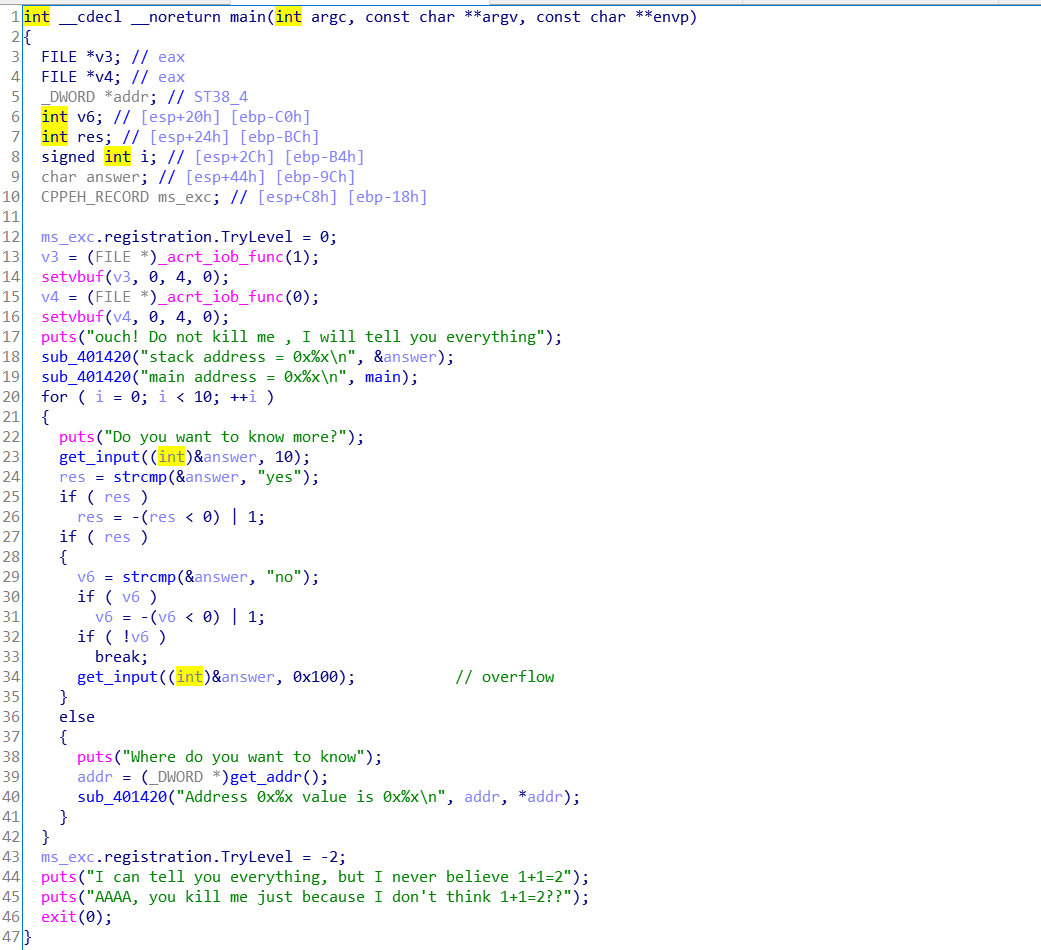 1 int __cdecl __noreturn main(int argc, const char **argv, const char **envp)
2 {
3   FILE *v3; // eax
4   FILE *v4; // eax
5   _DWORD *addr; // ST38_4
6   int v6; // [esp+20h] [ebp-C0h]
7   int res; // [esp+24h] [ebp-BCh]
8   signed int i; // [esp+2Ch] [ebp-B4h]
9   char answer; // [esp+44h] [ebp-9Ch]
10   CPPEH_RECORD ms_exc; // [esp+C8h] [ebp-18h]
11
12   ms_exc.registration.TryLevel = 0;
13   v3 = (FILE *)_acrt_iob_func(1);
14   setvbuf(v3, 0, 4, 0);
15   v4 = (FILE *)_acrt_iob_func(0);
16   setvbuf(v4, 0, 4, 0);
17   puts("ouch! Do not kill me , I will tell you everything");
18   sub_401420("stack address = 0x%x\n", &answer);
19   sub_401420("main address = 0x%x\n", main);
20   for ( i = 0; i < 10; ++i )
21   {
22     puts("Do you want to know more?");
23     get_input((int)&answer, 10);
24     res = strcmp(&answer, "yes");
25     if ( res )
26       res = -(res < 0) | 1;
27     if ( res )
28     {
29       v6 = strcmp(&answer, "no");
30       if ( v6 )
31         v6 = -(v6 < 0) | 1;
32       if ( !v6 )
33         break;
34       get_input((int)&answer, 0x100);           // overflow
35     }
36     else
37     {
38       puts("Where do you want to know");
39       addr = (_DWORD *)get_addr();
40       sub_401420("Address 0x%x value is 0x%x\n", addr, *addr);
41     }
42   }
43   ms_exc.registration.TryLevel = -2;
44   puts("I can tell you everything, but I never believe 1+1=2");
45   puts("AAAA, you kill me just because I don't think 1+1=2??");
46   exit(0);
47 }